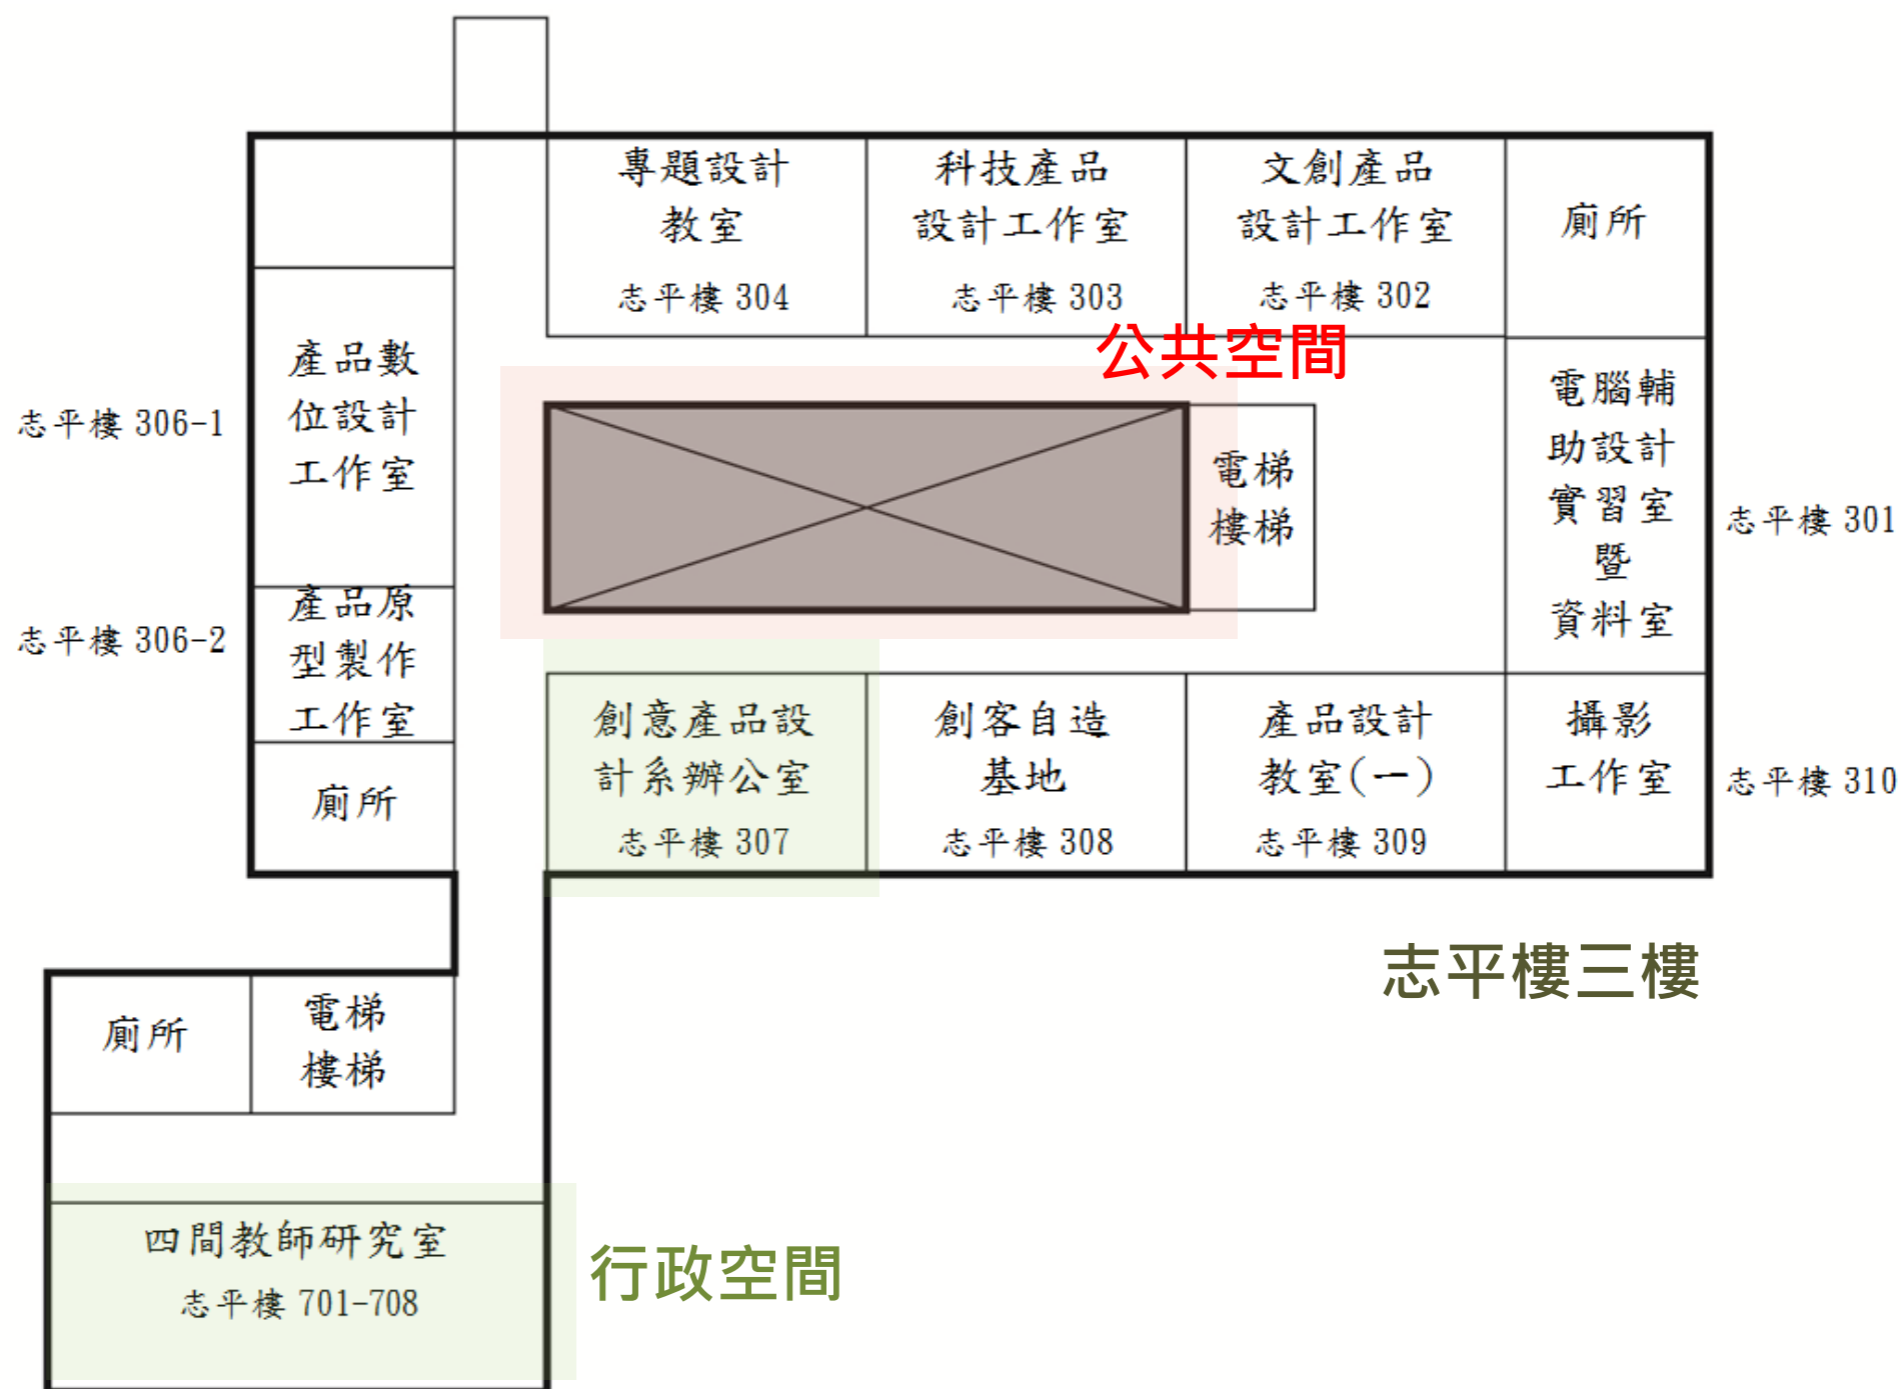 專題設計
教室
志平樓 304
科技產品
設計工作室
志平樓 303
文創產品
設計工作室
志平樓 302
廁所
公共空間
產品數
位設計
工作室
志平樓 306-1
電梯
樓梯
電腦輔
助設計
實習室
暨
資料室
志平樓 301
產品原
型製作
工作室
志平樓 306-2
廁所
創意產品設
計系辦公室
志平樓 307
創客自造
基地
志平樓 308
產品設計
教室(一)
志平樓 309
攝影
工作室
志平樓 310
志平樓三樓
廁所
電梯
樓梯
四間教師研究室
志平樓 701-708
行政空間